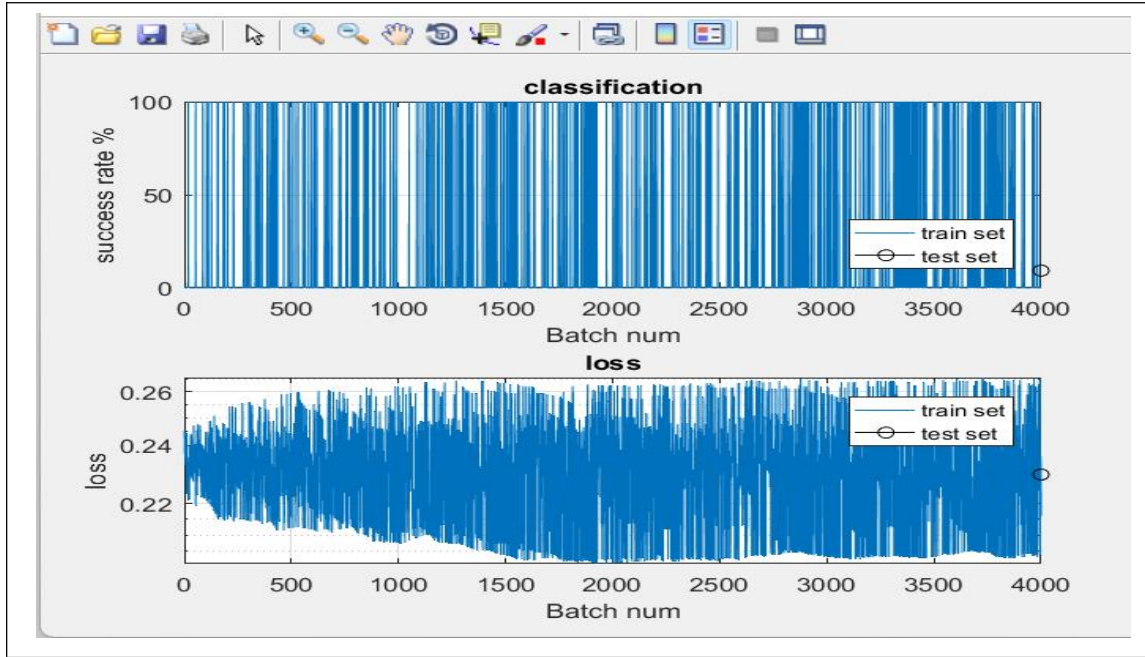 classification
success rate %
100
50
0
train set
test set
0 500 1000 1500 2000 2500 3000 3500 4000
Batch num
loss
loss
0.26
0.24
0.22
train set
test set
0 500 1000 1500 2000 2500 3000 3500 4000
Batch num